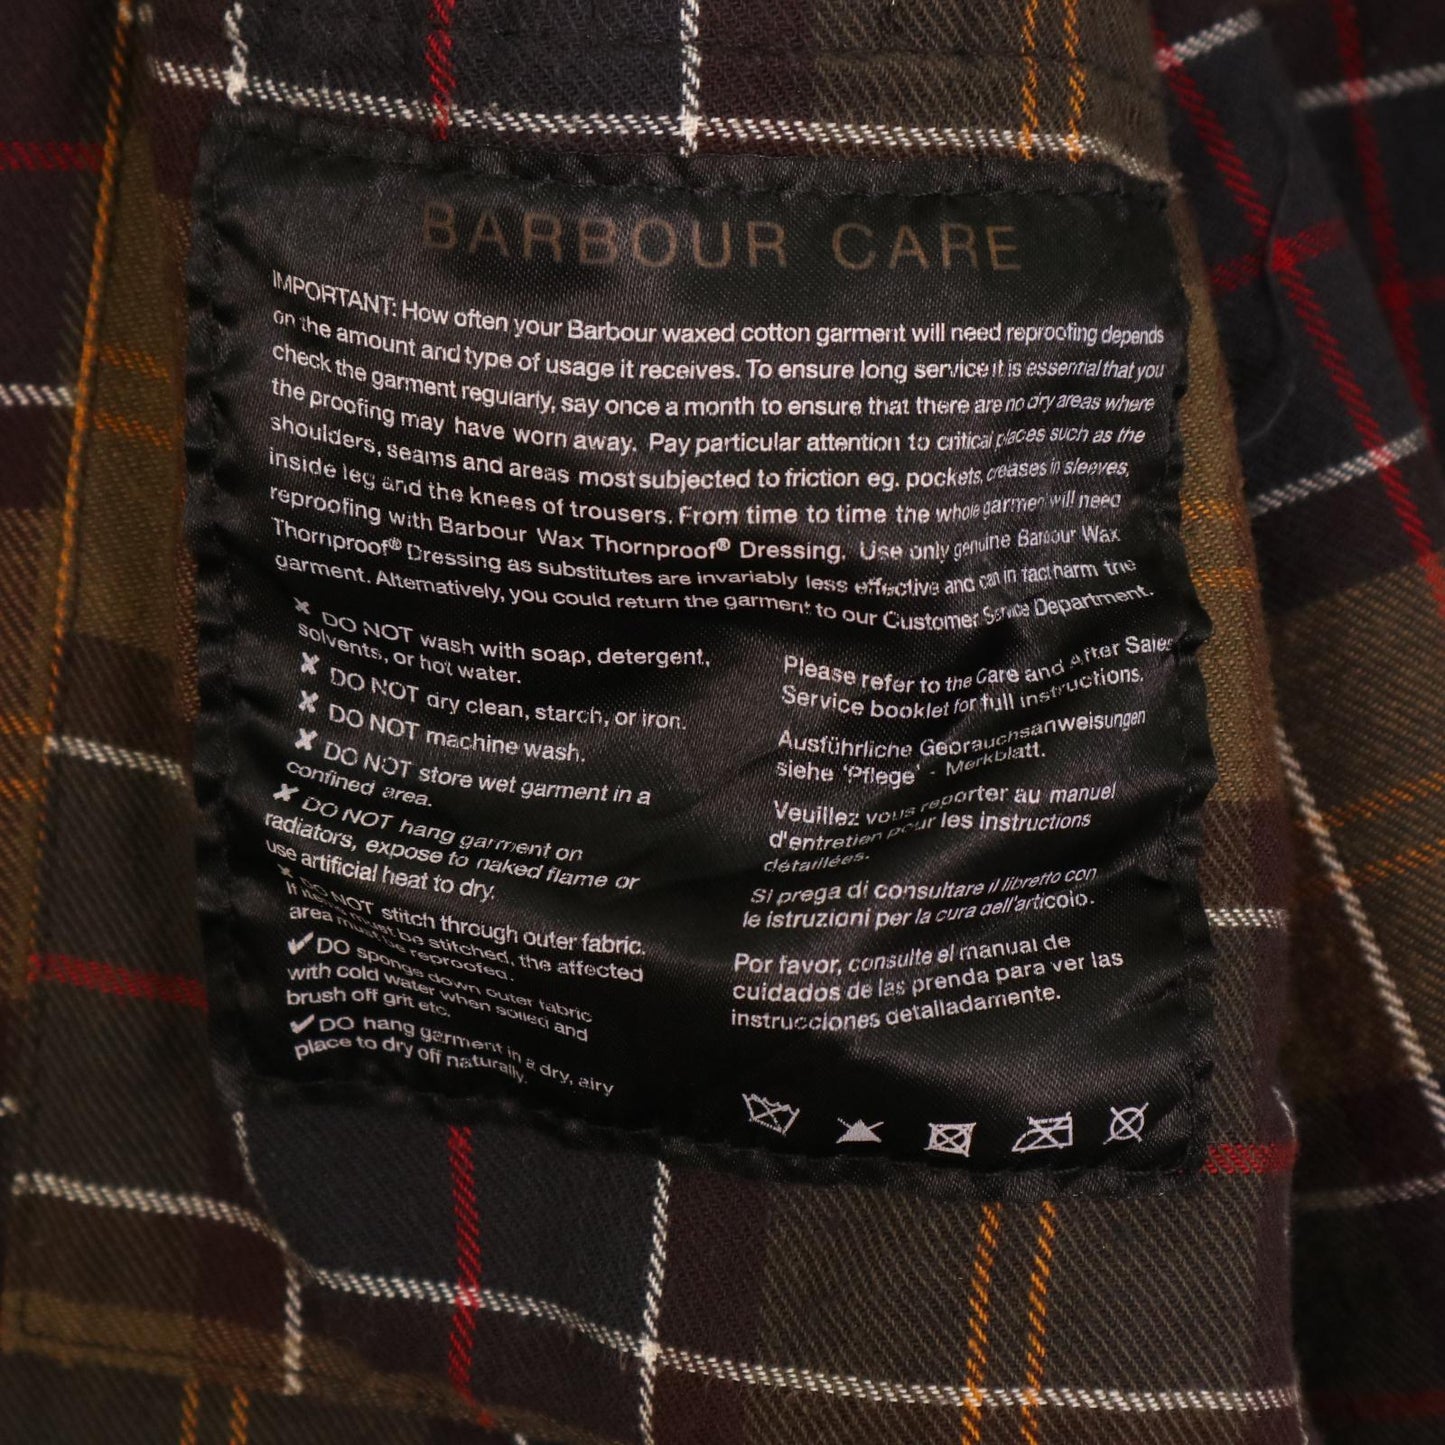 BARBOUR CARE
IMPORTANT: How often your Barbour waxed cotton garment will need reproofing depends
on the amount and type of usage it receives. To ensure long service it is essential that you
check the garment regularly, say once a month to ensure that there are no dry areas where
the proofing may have worn away. Pay particular attention to critical places such as the
shoulders, seams and areas most subjected to friction eg. pockets, creases in sleeves,
inside leg and the knees of trousers. From time to time the whole garment will need
reproofing with Barbour Wax Thornproof® Dressing. Use only genuine Barbour Wax
Thornproof® Dressing as substitutes are invariably less effective and can in fact harm the
garment. Alternatively, you could return the garment to our Customer Service Department.
✖ DO NOT wash with soap, detergent,
solvents, or hot water.
✖ DO NOT dry clean, starch, or iron.
✖ DO NOT machine wash.
✖ DO NOT store wet garment in a
confined area.
✖ DO NOT hang garment on
radiators, expose to naked flame or
use artificial heat to dry.
✖ DO NOT stitch through outer fabric.
If items must be stitched, the affected
area must be reproofed.
✔ DO sponge down outer fabric
with cold water when soiled and
brush off grit etc.
✔ DO hang garment in a dry, airy
place to dry off naturally.
Please refer to the Care and After Sales
Service booklet for full instructions.
Ausführliche Gebrauchsanweisungen
siehe 'Pflege' - Merkblatt.
Veuillez vous reporter au manuel
d'entretien pour les instructions
détaillées.
Si prega di consultare il libretto con
le istruzioni per la cura dell'articolo.
Por favor, consulte el manual de
cuidados de las prenda para ver las
instrucciones detalladamente.